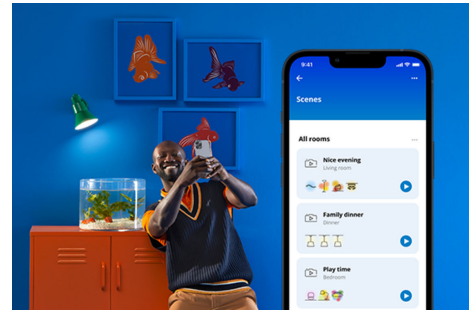 9:41
Scenes
All rooms
Nice evening
Living room
Family dinner
Dinner
Play time
Bedroom